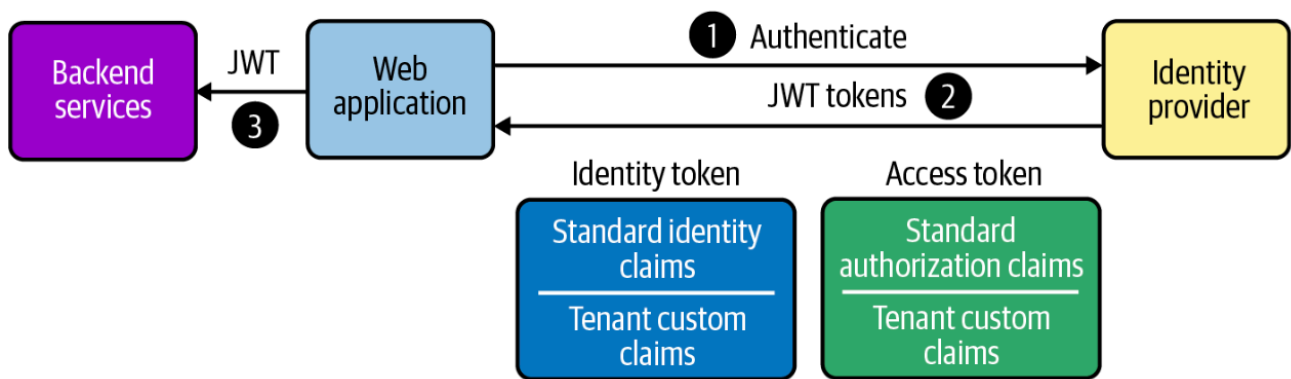 Backend
services
JWT
3
Web
application
1 Authenticate
JWT tokens 2
Identity
provider
Identity token
Standard identity
claims
Tenant custom
claims
Access token
Standard
authorization claims
Tenant custom
claims